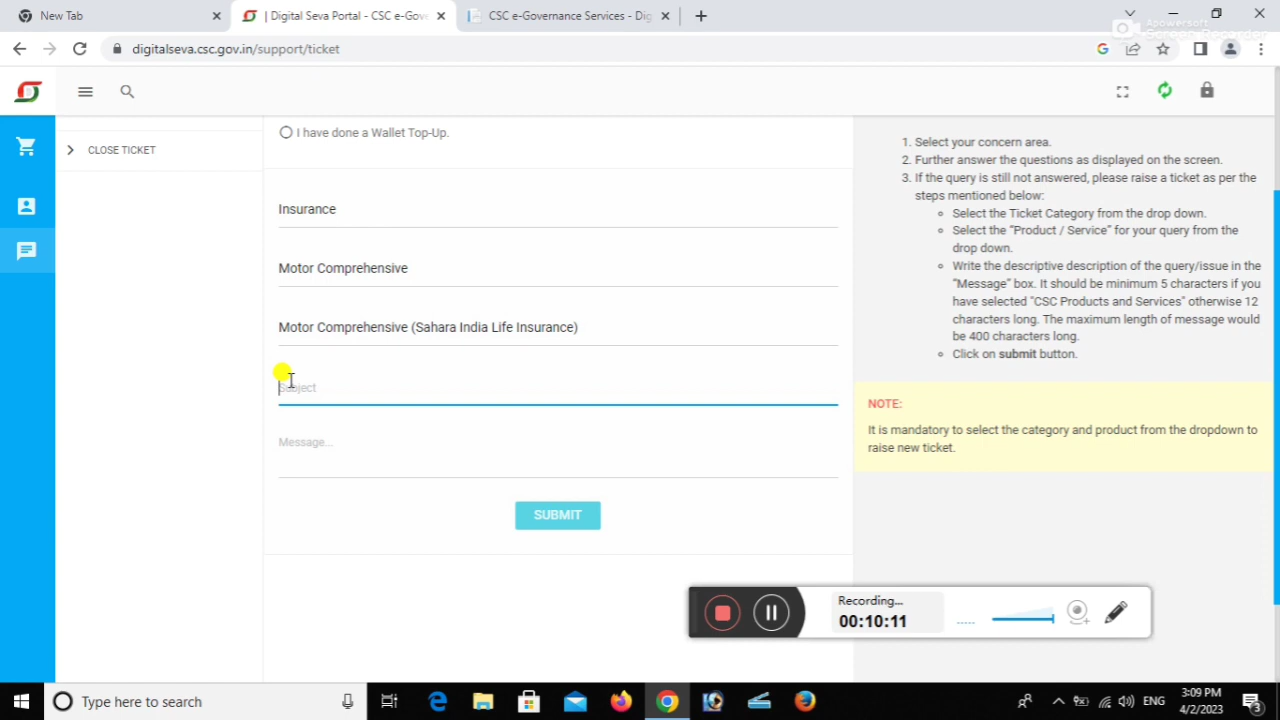 New Tab
| Digital Seva Portal - CSC e-Gove
CSC e-Governance Services - Dig
digitalseva.csc.gov.in/support/ticket
Apowersoft
Screen Recorder
CLOSE TICKET
I have done a Wallet Top-Up.
Insurance
Motor Comprehensive
Motor Comprehensive (Sahara India Life Insurance)
Subject
Message...
SUBMIT
1. Select your concern area.
2. Further answer the questions as displayed on the screen.
3. If the query is still not answered, please raise a ticket as per the
steps mentioned below:
Select the Ticket Category from the drop down.
Select the "Product / Service" for your query from the
drop down.
Write the descriptive description of the query/issue in the
"Message" box. It should be minimum 5 characters if you
have selected "CSC Products and Services" otherwise 12
characters long. The maximum length of message would
be 400 characters long.
Click on submit button.
NOTE:
It is mandatory to select the category and product from the dropdown to
raise new ticket.
Recording...
00:10:11
Type here to search
ENG
3:09 PM
4/2/2023
3